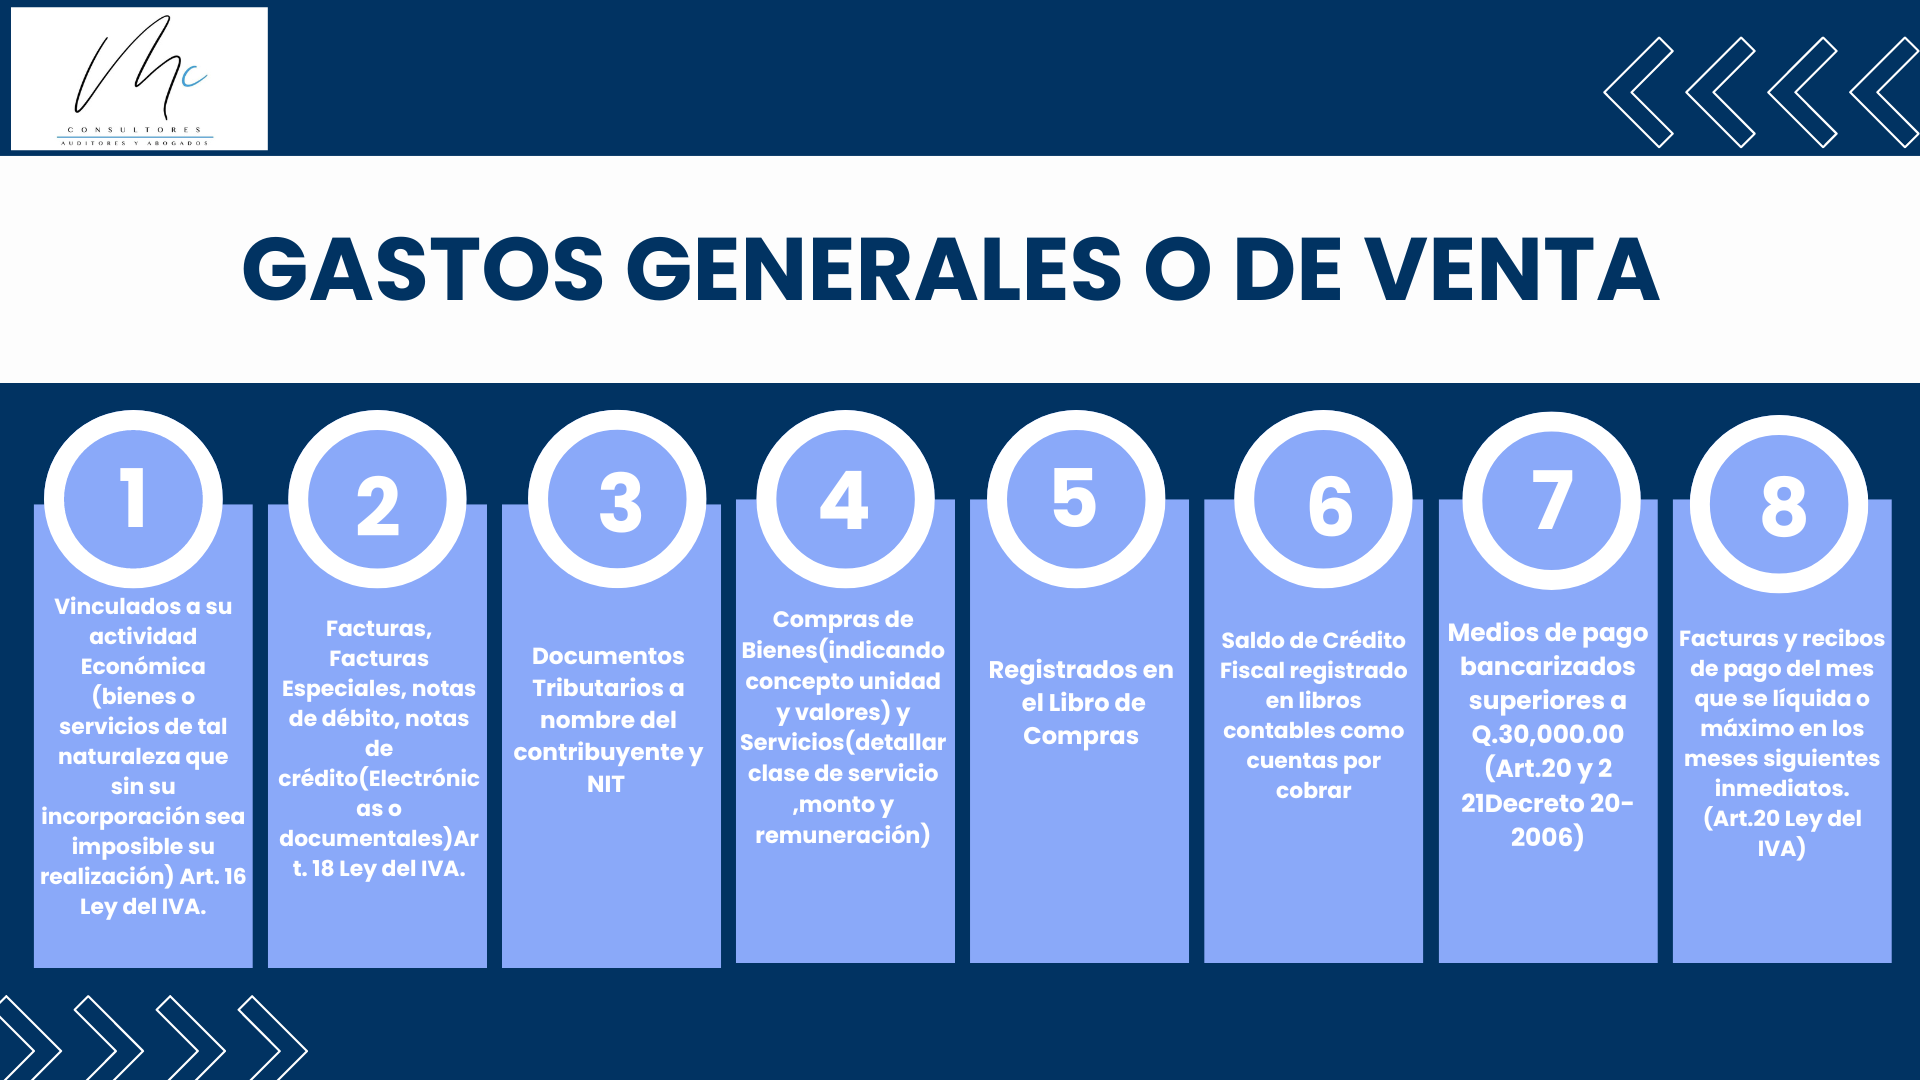 Mc
CONSULTORES
AUDITORES Y ABOGADOS
GASTOS GENERALES O DE VENTA
1
Vinculados a su
actividad
Económica
(bienes o
servicios de tal
naturaleza que
sin su
incorporación sea
imposible su
realización) Art. 16
Ley del IVA.
2
Facturas,
Facturas
Especiales, notas
de débito, notas
de
crédito(Electrónic
as o
documentales)Ar
t. 18 Ley del IVA.
3
Documentos
Tributarios a
nombre del
contribuyente y
NIT
4
Compras de
Bienes(indicando
concepto unidad
y valores) y
Servicios(detallar
clase de servicio
,monto y
remuneración)
5
Registrados en
el Libro de
Compras
6
Saldo de Crédito
Fiscal registrado
en libros
contables como
cuentas por
cobrar
7
Medios de pago
bancarizados
superiores a
Q.30,000.00
(Art.20 y 2
21Decreto 20-
2006)
8
Facturas y recibos
de pago del mes
que se líquida o
máximo en los
meses siguientes
inmediatos.
(Art.20 Ley del
IVA)